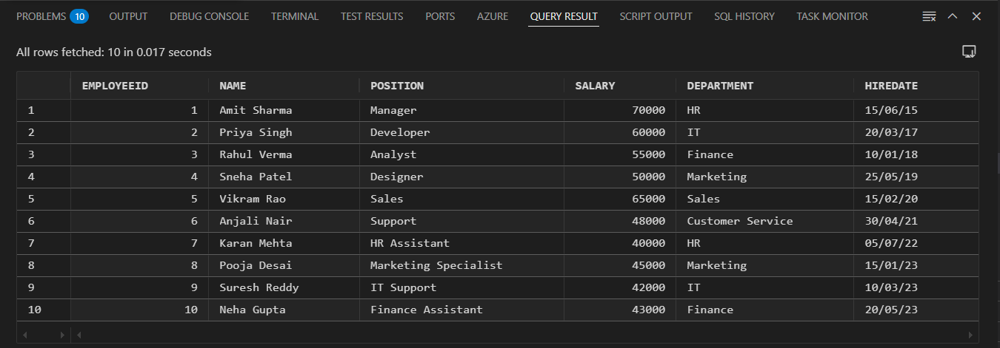 PROBLEMS 10 OUTPUT DEBUG CONSOLE TERMINAL TEST RESULTS PORTS AZURE QUERY RESULT SCRIPT OUTPUT SQL HISTORY TASK MONITOR
All rows fetched: 10 in 0.017 seconds
EMPLOYEEID NAME POSITION SALARY DEPARTMENT HIREDATE
1 1 Amit Sharma Manager 70000 HR 15/06/15
2 2 Priya Singh Developer 60000 IT 20/03/17
3 3 Rahul Verma Analyst 55000 Finance 10/01/18
4 4 Sneha Patel Designer 50000 Marketing 25/05/19
5 5 Vikram Rao Sales 65000 Sales 15/02/20
6 6 Anjali Nair Support 48000 Customer Service 30/04/21
7 7 Karan Mehta HR Assistant 40000 HR 05/07/22
8 8 Pooja Desai Marketing Specialist 45000 Marketing 15/01/23
9 9 Suresh Reddy IT Support 42000 IT 10/03/23
10 10 Neha Gupta Finance Assistant 43000 Finance 20/05/23